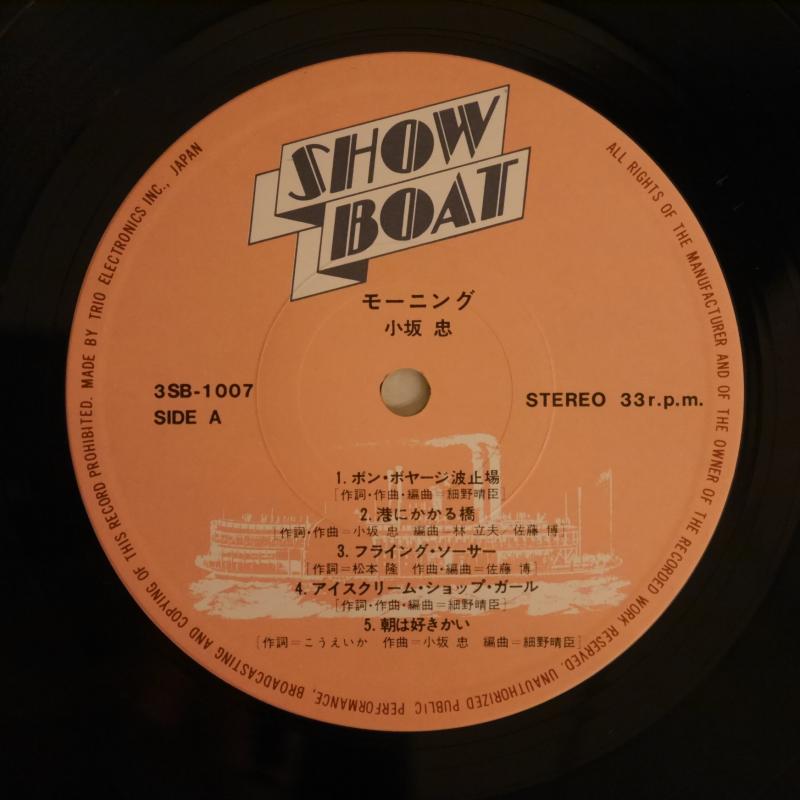 SHOW
BOAT
モーニング
小坂 忠
3SB-1007
SIDE A
STEREO 33r.p.m.
1. ボン・ボヤージ波止場
[作詞・作曲・編曲=細野晴臣]
2. 港にかかる橋
[作詞・作曲=小坂 忠 編曲=林 立夫／佐藤 博]
3. フライング・ソーサー
[作詞=松本 隆 作曲・編曲=佐藤 博]
4. アイスクリーム・ショップ・ガール
[作詞・作曲・編曲=細野晴臣]
5. 朝は好きかい
[作詞=こうえいか 作曲=小坂 忠 編曲=細野晴臣]
ALL RIGHTS OF THE MANUFACTURER AND OF THE OWNER OF THE RECORDED WORK RESERVED. UNAUTHORIZED PUBLIC PERFORMANCE, BROADCASTING AND COPYING OF THIS RECORD PROHIBITED. MADE BY TRIO ELECTRONICS INC., JAPAN